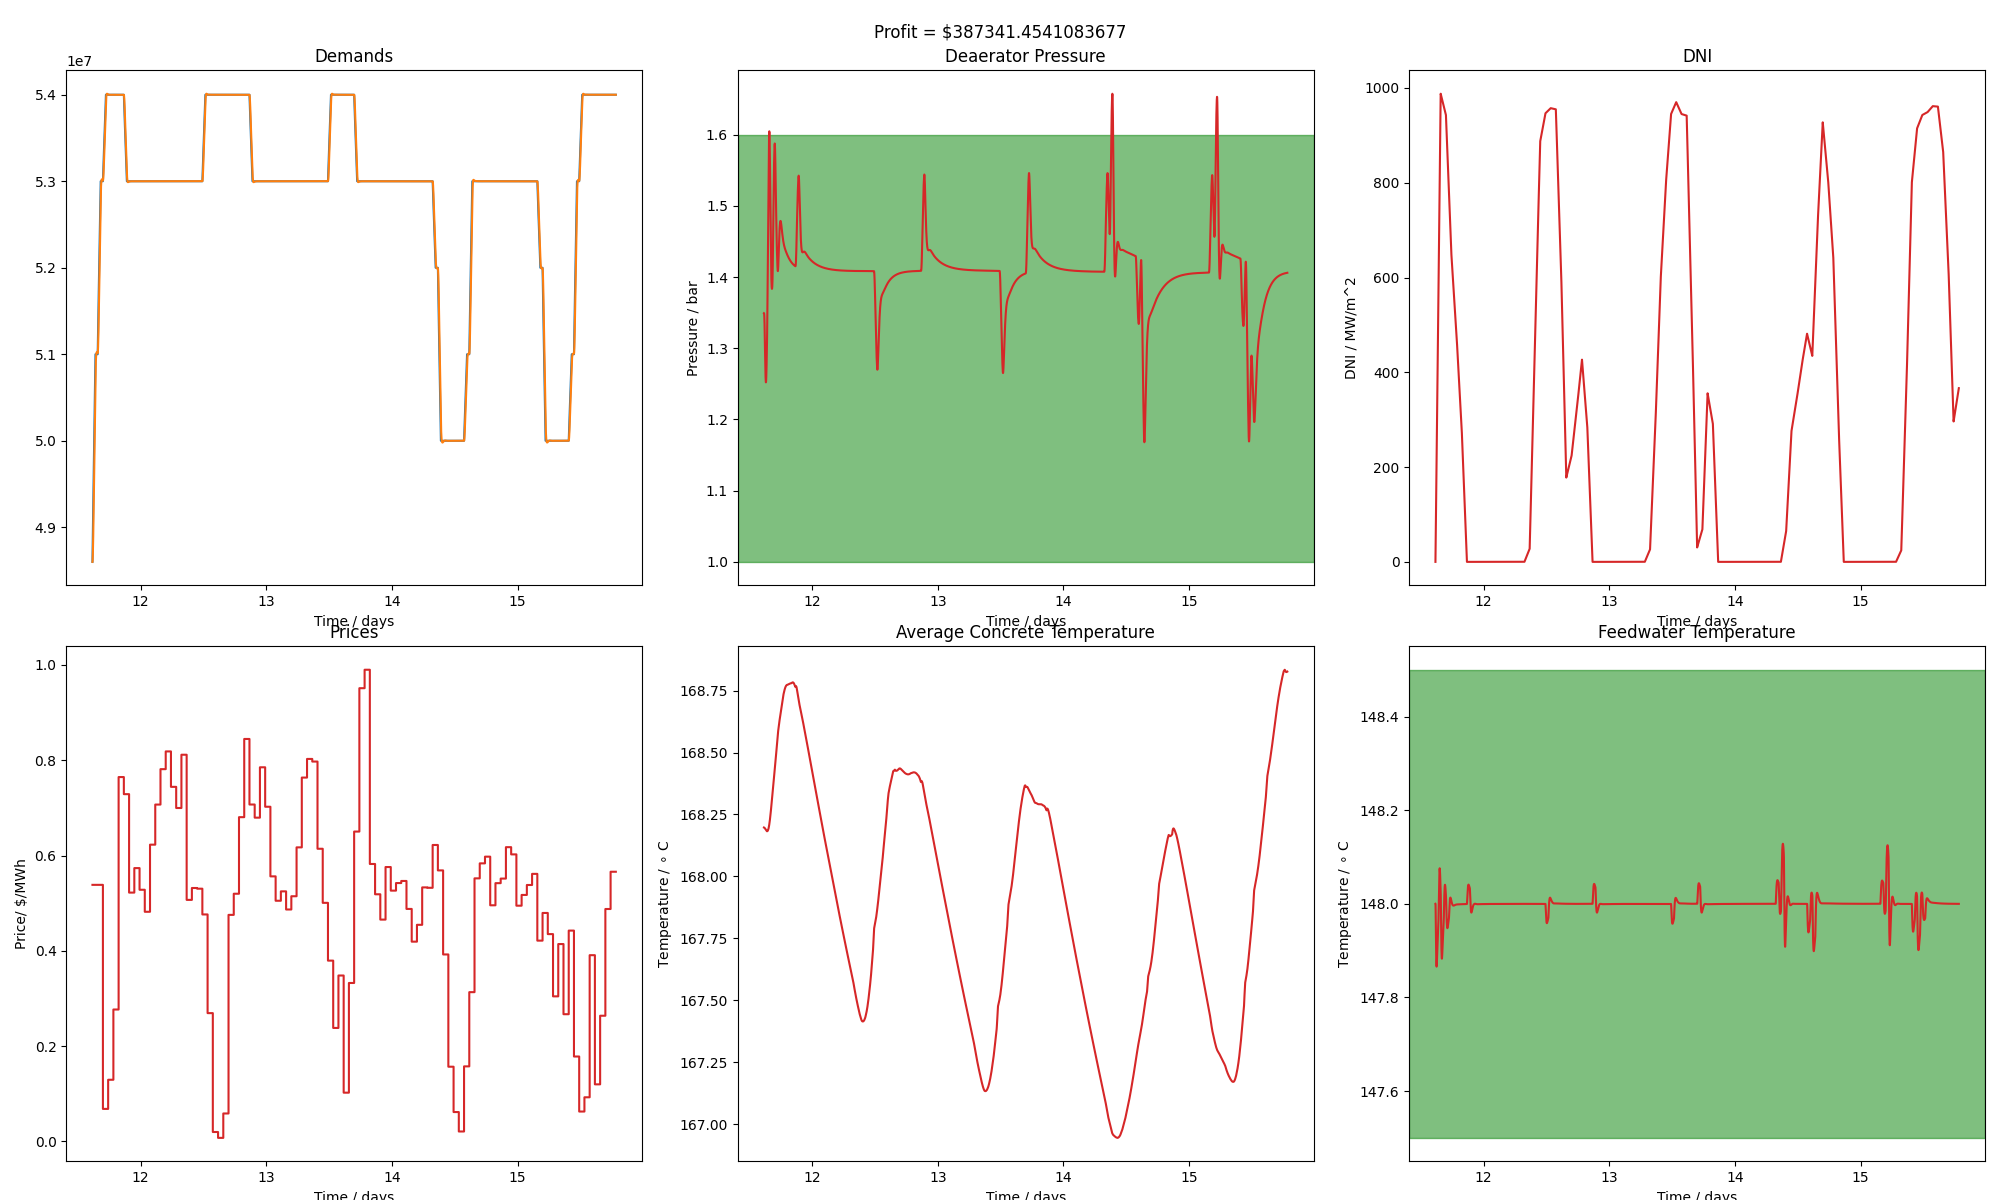 Profit = $387341.4541083677
Demands
1e7
5.4
5.3
5.2
5.1
5.0
4.9
12 13 14 15
Time / days
Deaerator Pressure
Pressure / bar
1.6
1.5
1.4
1.3
1.2
1.1
1.0
12 13 14 15
Time / days
DNI
DNI / MW/m^2
1000
800
600
400
200
0
12 13 14 15
Time / days
Prices
Price/ $/MWh
1.0
0.8
0.6
0.4
0.2
0.0
12 13 14 15
Time / days
Average Concrete Temperature
Temperature / ∘ C
168.75
168.50
168.25
168.00
167.75
167.50
167.25
167.00
12 13 14 15
Time / days
Feedwater Temperature
Temperature / ∘ C
148.4
148.2
148.0
147.8
147.6
12 13 14 15
Time / days